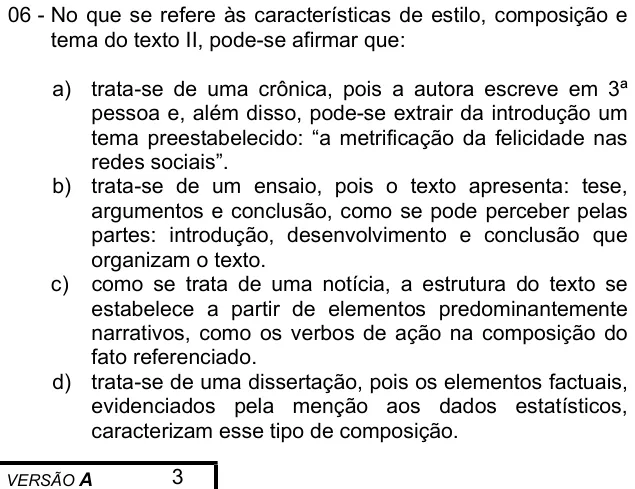 06 - No que se refere às características de estilo, composição e
tema do texto II, pode-se afirmar que:
a) trata-se de uma crônica, pois a autora escreve em 3ª
pessoa e, além disso, pode-se extrair da introdução um
tema preestabelecido: “a metrificação da felicidade nas
redes sociais”.
b) trata-se de um ensaio, pois o texto apresenta: tese,
argumentos e conclusão, como se pode perceber pelas
partes: introdução, desenvolvimento e conclusão que
organizam o texto.
c) como se trata de uma notícia, a estrutura do texto se
estabelece a partir de elementos predominantemente
narrativos, como os verbos de ação na composição do
fato referenciado.
d) trata-se de uma dissertação, pois os elementos factuais,
evidenciados pela menção aos dados estatísticos,
caracterizam esse tipo de composição.
VERSÃO A 3